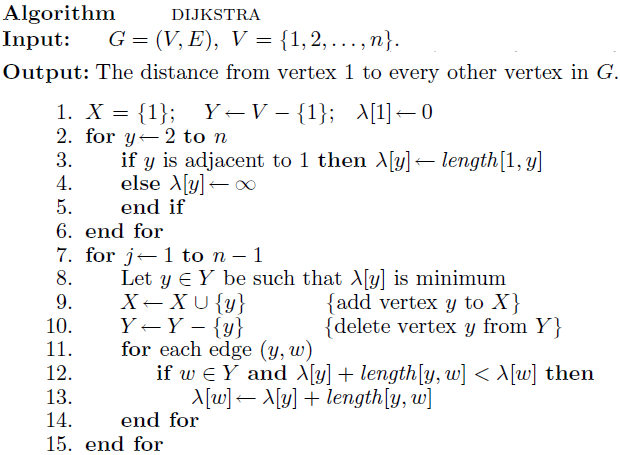 Algorithm DIJKSTRA
Input: G = (V, E), V = {1, 2, . . . , n}.
Output: The distance from vertex 1 to every other vertex in G.
1. X = {1}; Y ← V − {1}; λ[1] ← 0
2. for y ← 2 to n
3. if y is adjacent to 1 then λ[y] ← length[1, y]
4. else λ[y] ← ∞
5. end if
6. end for
7. for j ← 1 to n − 1
8. Let y ∈ Y be such that λ[y] is minimum
9. X ← X ∪ {y} {add vertex y to X}
10. Y ← Y − {y} {delete vertex y from Y}
11. for each edge (y, w)
12. if w ∈ Y and λ[y] + length[y, w] < λ[w] then
13. λ[w] ← λ[y] + length[y, w]
14. end for
15. end for